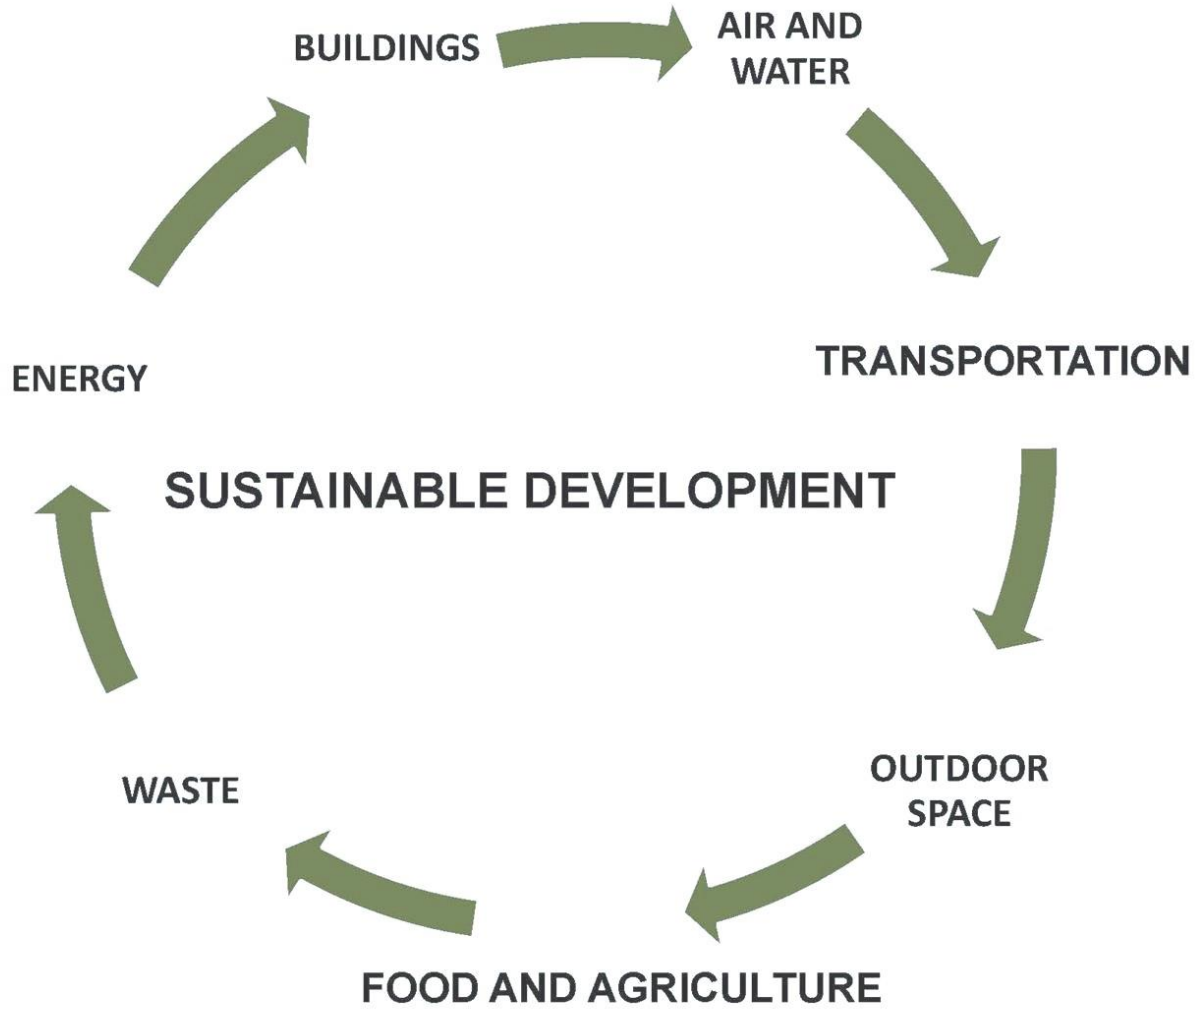 BUILDINGS
AIR AND
WATER
TRANSPORTATION
ENERGY
SUSTAINABLE DEVELOPMENT
OUTDOOR
SPACE
WASTE
FOOD AND AGRICULTURE